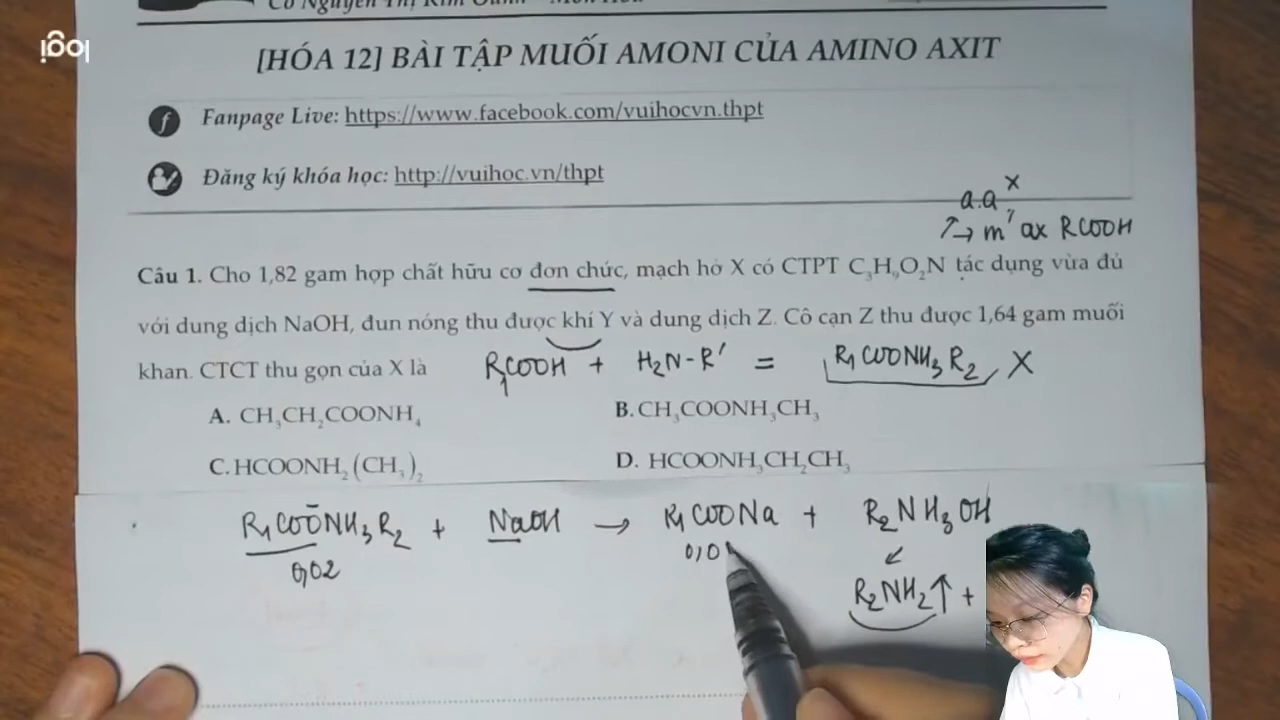 logi
[HÓA 12] BÀI TẬP MUỐI AMONI CỦA AMINO AXIT
Fanpage Live: https://www.facebook.com/vuihocvn.thpt
Đăng ký khóa học: http://vuihoc.vn/thpt
a.a x
m' ax RCOOH
Câu 1. Cho 1,82 gam hợp chất hữu cơ đơn chức, mạch hở X có CTPT C₃H₉O₂N tác dụng vừa đủ
với dung dịch NaOH, đun nóng thu được khí Y và dung dịch Z. Cô cạn Z thu được 1,64 gam muối
khan. CTCT thu gọn của X là
R₁COOH + H₂N-R' = R₁COONH₃R₂ X
A. CH₃CH₂COONH₄
B. CH₃COONH₃CH₃
C. HCOONH₂(CH₃)₂
D. HCOONH₃CH₂CH₃
R₁COONH₃R₂ + NaOH → R₁COONa + R₂NH₃OH
0,02 0,0
R₂NH₂↑ +